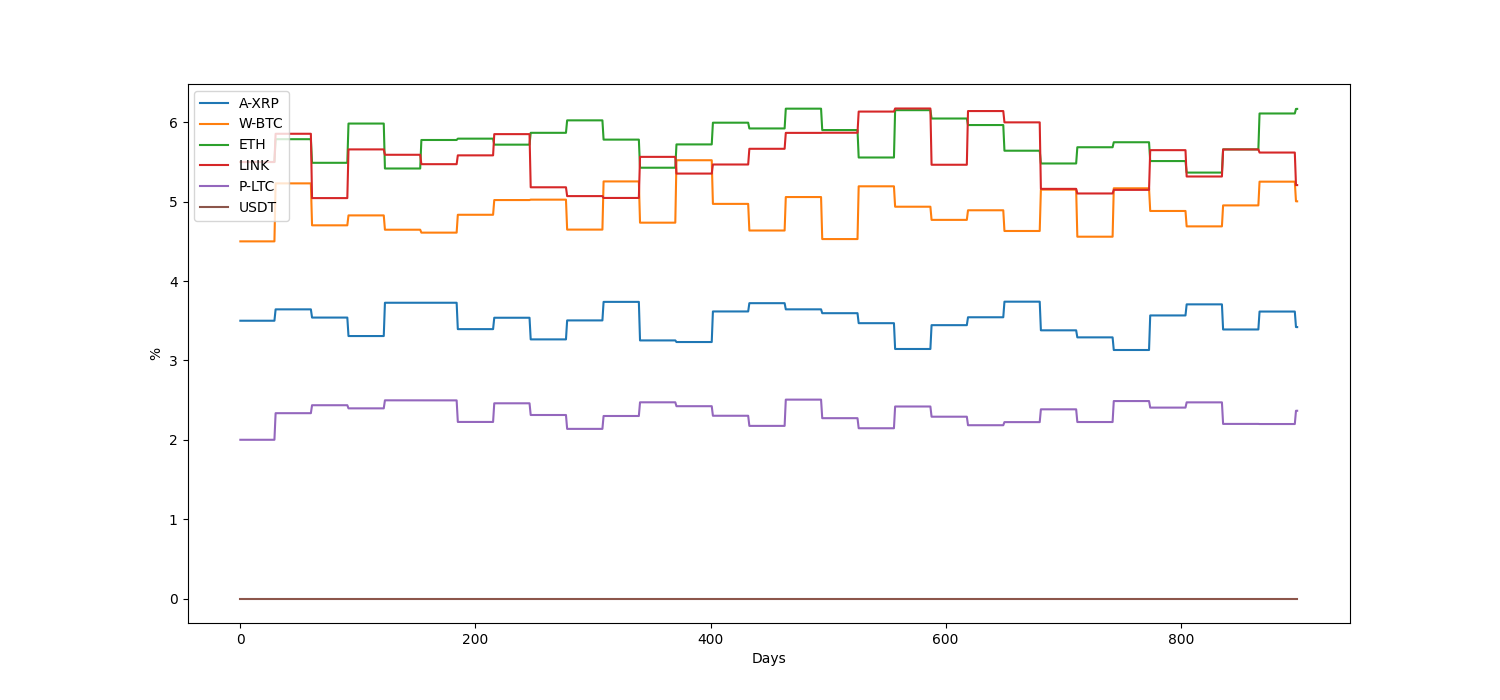 A-XRP
W-BTC
ETH
LINK
P-LTC
USDT
6
5
4
3
2
1
0
%
0 200 400 600 800
Days